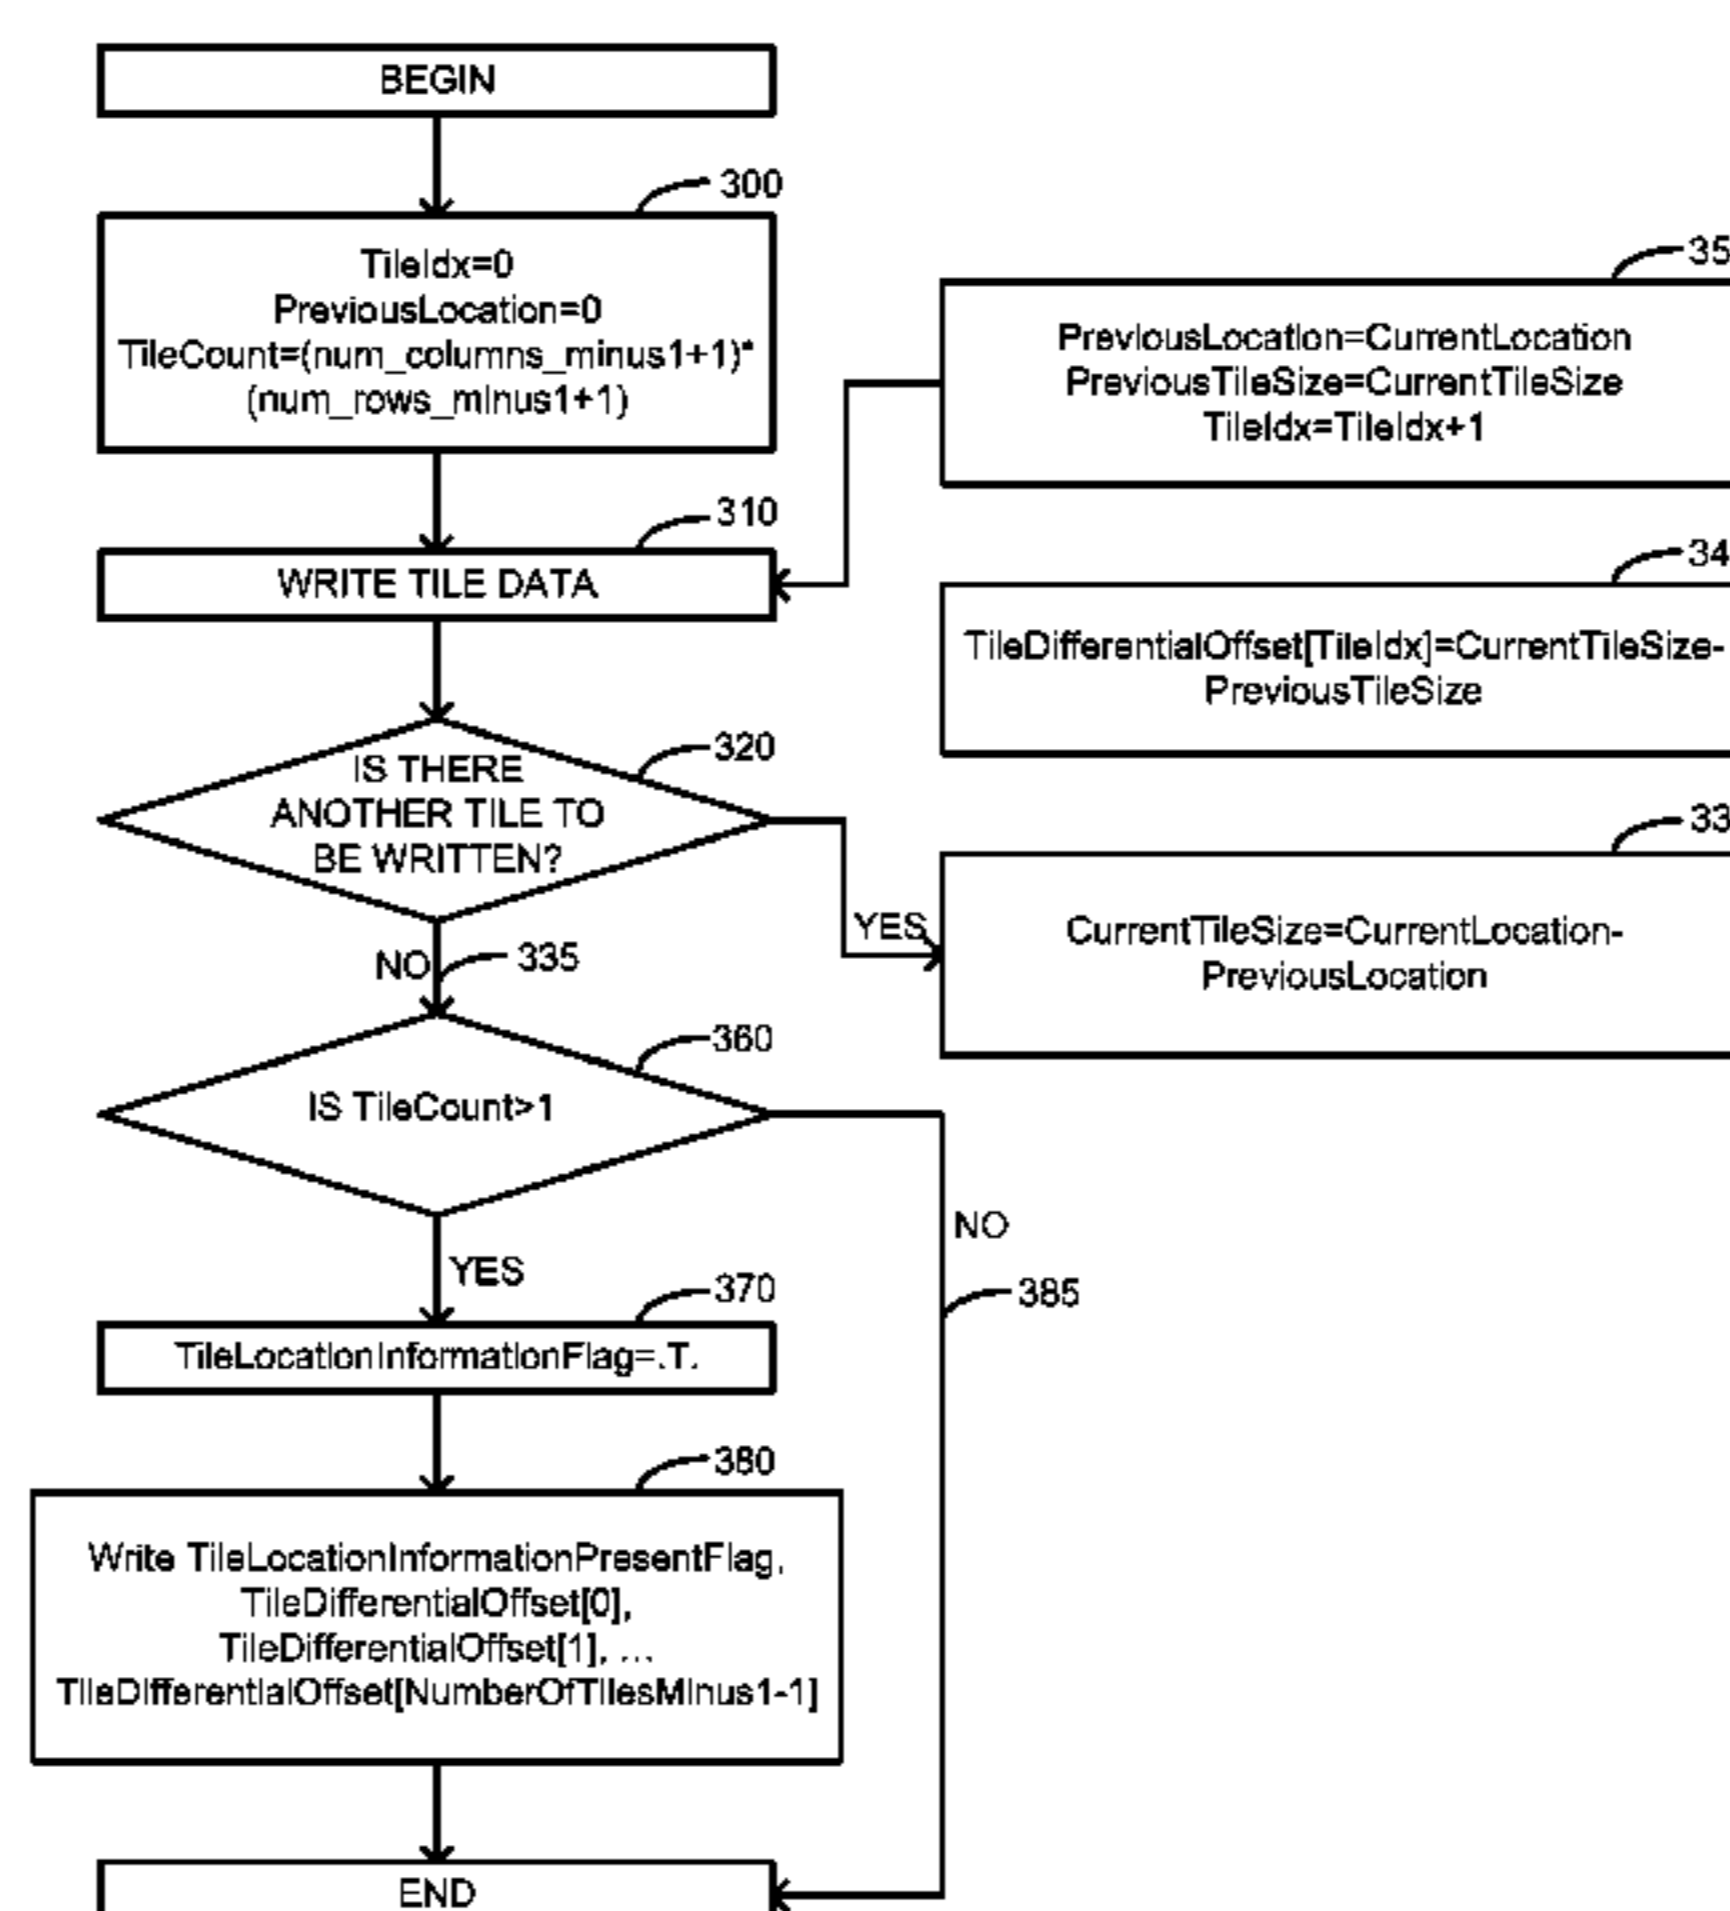 BEGIN
300
TileIdx=0
PreviousLocation=0
TileCount=(num_columns_minus1+1)*
(num_rows_minus1+1)
35
PreviousLocation=CurrentLocation
PreviousTileSize=CurrentTileSize
TileIdx=TileIdx+1
310
WRITE TILE DATA
34
TileDifferentialOffset[TileIdx]=CurrentTileSize-
PreviousTileSize
320
IS THERE
ANOTHER TILE TO
BE WRITTEN?
33
YES
CurrentTileSize=CurrentLocation-
PreviousLocation
NO
335
360
IS TileCount>1
NO
YES
385
370
TileLocationInformationFlag=.T.
380
Write TileLocationInformationPresentFlag,
TileDifferentialOffset[0],
TileDifferentialOffset[1], ...
TileDifferentialOffset[NumberOfTilesMinus1-1]
END